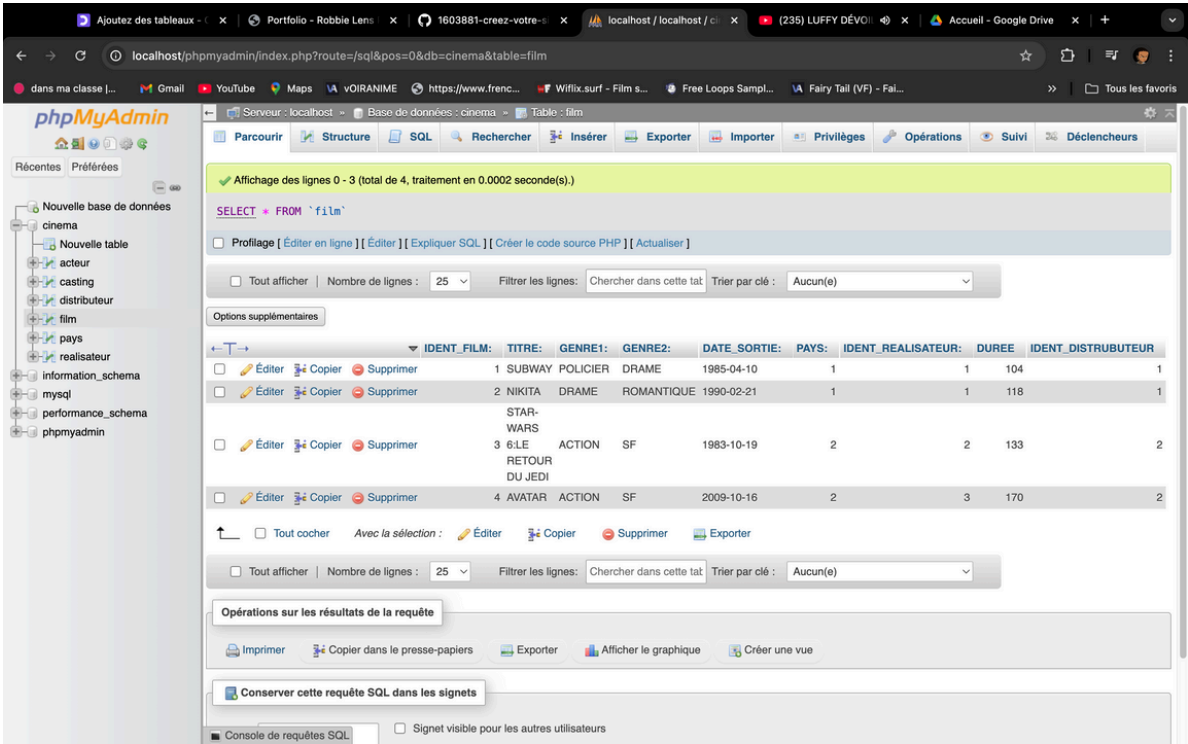 Ajoutez des tableaux - Portfolio - Robbie Lens 1603881-creez-votre-s localhost / localhost / ci (235) LUFFY DÉVOI Accueil - Google Drive
localhost/phpmyadmin/index.php?route=/sql&pos=0&db=cinema&table=film
dans ma classe |... Gmail YouTube Maps vOIRANIME https://www.frenc... Wiflix.surf - Film s... Free Loops Sampl... Fairy Tail (VF) - Fai... » Tous les favoris
phpMyAdmin
Récentes Préférées
Nouvelle base de données
cinema
Nouvelle table
acteur
casting
distributeur
film
pays
realisateur
information_schema
mysql
performance_schema
phpmyadmin
Serveur : localhost » Base de données : cinema » Table : film
Parcourir Structure SQL Rechercher Insérer Exporter Importer Privilèges Opérations Suivi Déclencheurs
Affichage des lignes 0 - 3 (total de 4, traitement en 0.0002 seconde(s).)
SELECT * FROM `film`
Profilage [ Éditer en ligne ] [ Éditer ] [ Expliquer SQL ] [ Créer le code source PHP ] [ Actualiser ]
Tout afficher | Nombre de lignes : 25 Filtrer les lignes: Chercher dans cette tab Trier par clé : Aucun(e)
Options supplémentaires
IDENT_FILM: TITRE: GENRE1: GENRE2: DATE_SORTIE: PAYS: IDENT_REALISATEUR: DUREE IDENT_DISTRUBUTEUR
Éditer Copier Supprimer 1 SUBWAY POLICIER DRAME 1985-04-10 1 1 104 1
Éditer Copier Supprimer 2 NIKITA DRAME ROMANTIQUE 1990-02-21 1 1 118 1
STAR-
WARS
Éditer Copier Supprimer 3 6:LE ACTION SF 1983-10-19 2 2 133 2
RETOUR
DU JEDI
Éditer Copier Supprimer 4 AVATAR ACTION SF 2009-10-16 2 3 170 2
Tout cocher Avec la sélection : Éditer Copier Supprimer Exporter
Tout afficher | Nombre de lignes : 25 Filtrer les lignes: Chercher dans cette tab Trier par clé : Aucun(e)
Opérations sur les résultats de la requête
Imprimer Copier dans le presse-papiers Exporter Afficher le graphique Créer une vue
Conserver cette requête SQL dans les signets
Signet visible pour les autres utilisateurs
Console de requêtes SQL